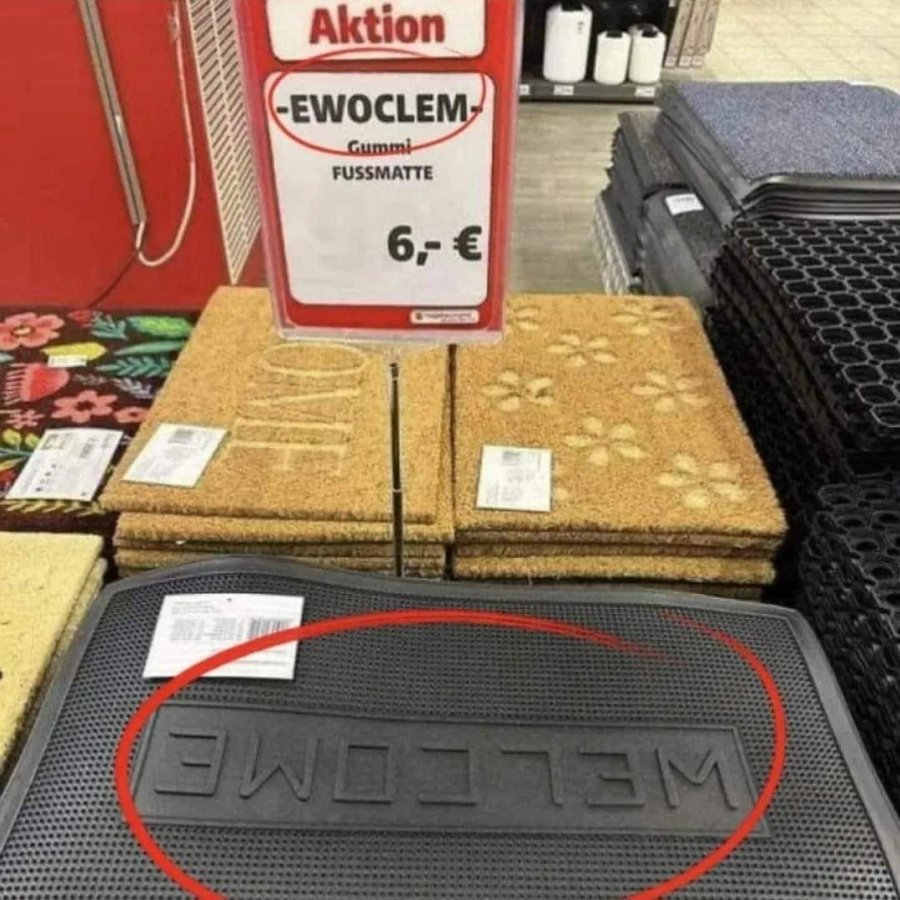 Aktion
-EWOCLEM-
Gummi
FUSSMATTE
6,- €
WELCOME